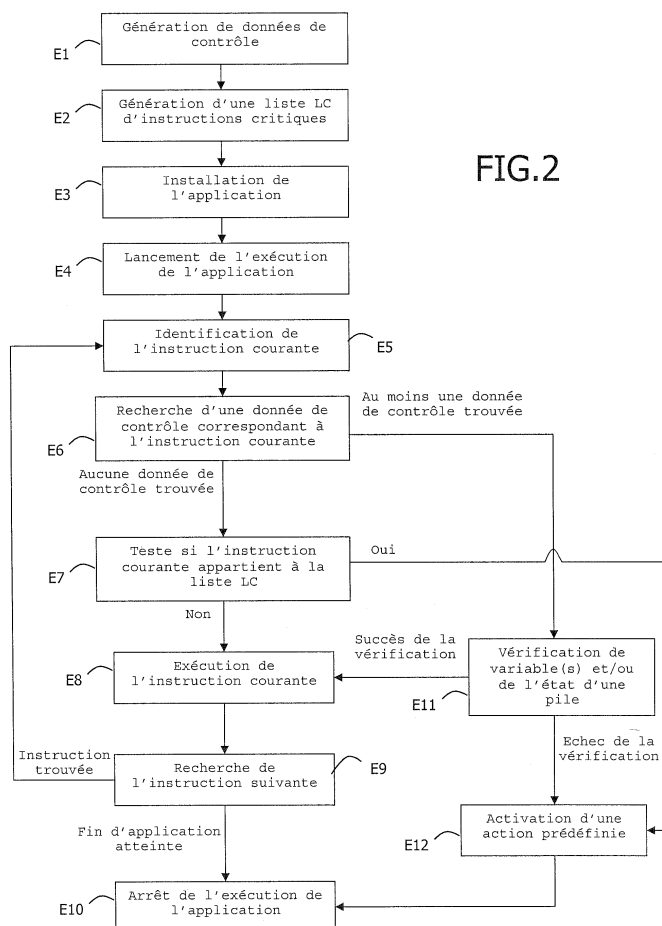 Génération de données de
contrôle
E1
Génération d'une liste LC
d'instructions critiques
E2
FIG.2
Installation de
l'application
E3
Lancement de l'exécution
de l'application
E4
Identification de
l'instruction courante
E5
Recherche d'une donnée de
contrôle correspondant à
l'instruction courante
E6
Au moins une donnée
de contrôle trouvée
Aucune donnée de
contrôle trouvée
Teste si l'instruction
courante appartient à la
liste LC
E7
Oui
Non
Succès de la
vérification
Exécution de
l'instruction courante
E8
Vérification de
variable(s) et/ou
de l'état d'une
pile
E11
Instruction
trouvée
Recherche de
l'instruction suivante
E9
Echec de la
vérification
Fin d'application
atteinte
Activation d'une
action prédéfinie
E12
Arrêt de l'exécution de
l'application
E10